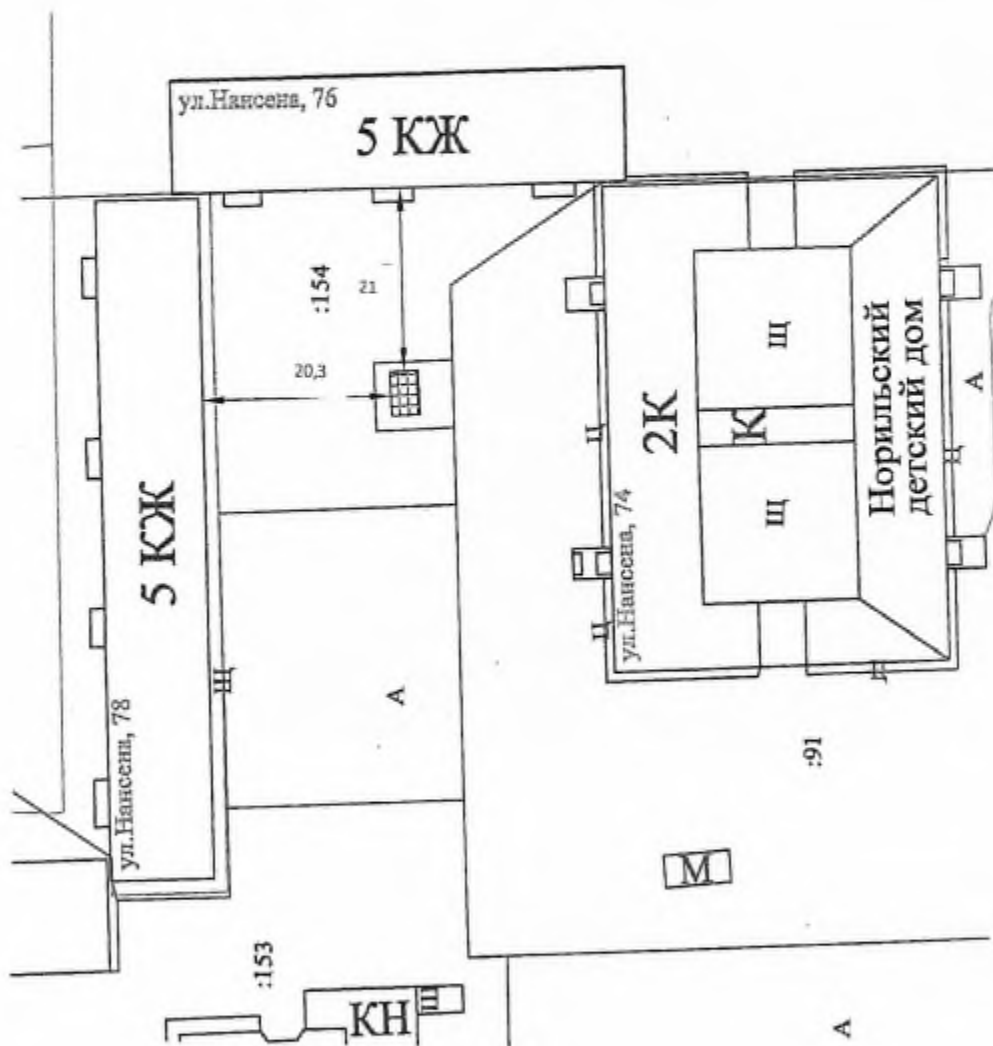 ул.Нансена, 76
5 КЖ
:154
21
20,3
5 КЖ
ул.Нансена, 78
Щ
А
2К
ул.Нансена, 74
Щ
К
Щ
Норильский
детский дом
А
Ц
Ц
Ц
Ц
:91
М
:153
КН
Щ
А